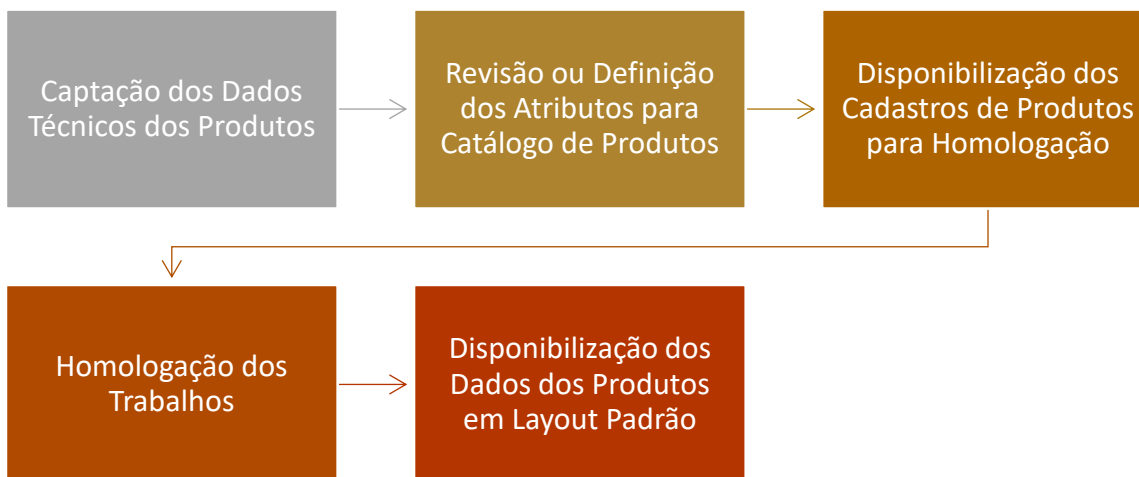 Captação dos Dados
Técnicos dos Produtos
Revisão ou Definição
dos Atributos para
Catálogo de Produtos
Disponibilização dos
Cadastros de Produtos
para Homologação
Homologação dos
Trabalhos
Disponibilização dos
Dados dos Produtos
em Layout Padrão